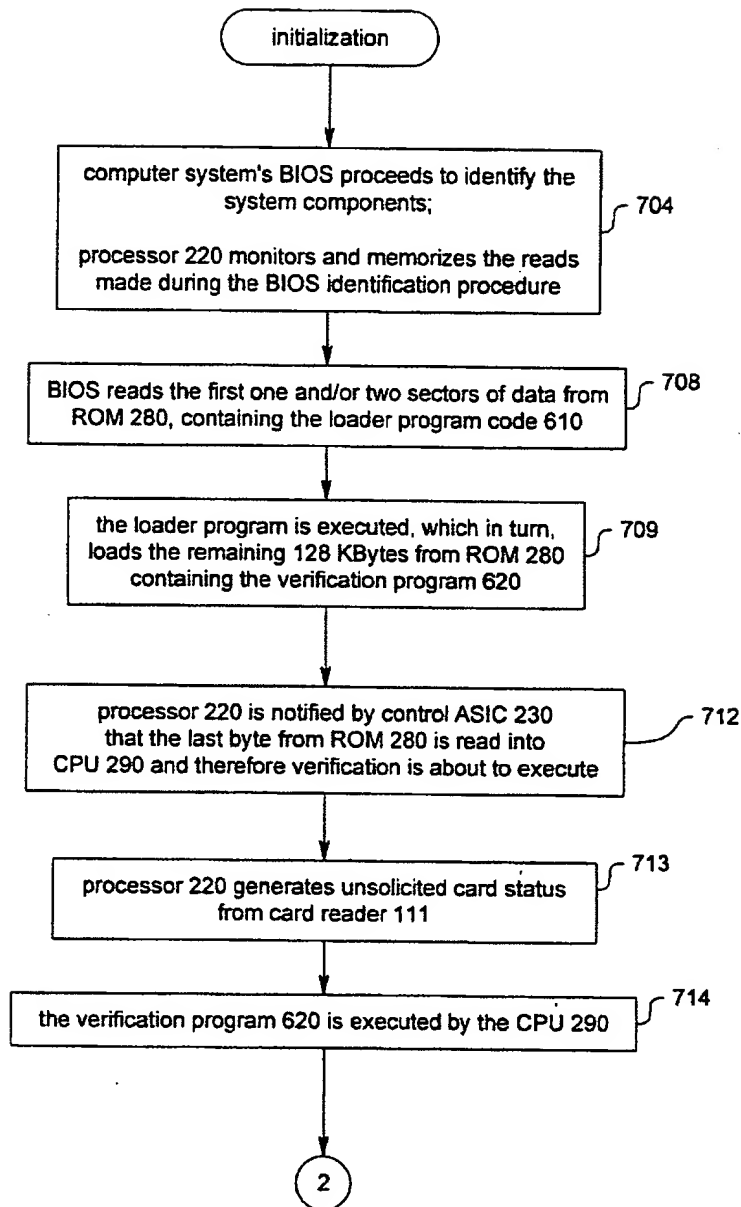 initialization
computer system's BIOS proceeds to identify the
system components;
processor 220 monitors and memorizes the reads
made during the BIOS identification procedure
704
BIOS reads the first one and/or two sectors of data from
ROM 280, containing the loader program code 610
708
the loader program is executed, which in turn,
loads the remaining 128 KBytes from ROM 280
containing the verification program 620
709
processor 220 is notified by control ASIC 230
that the last byte from ROM 280 is read into
CPU 290 and therefore verification is about to execute
712
processor 220 generates unsolicited card status
from card reader 111
713
the verification program 620 is executed by the CPU 290
714
2